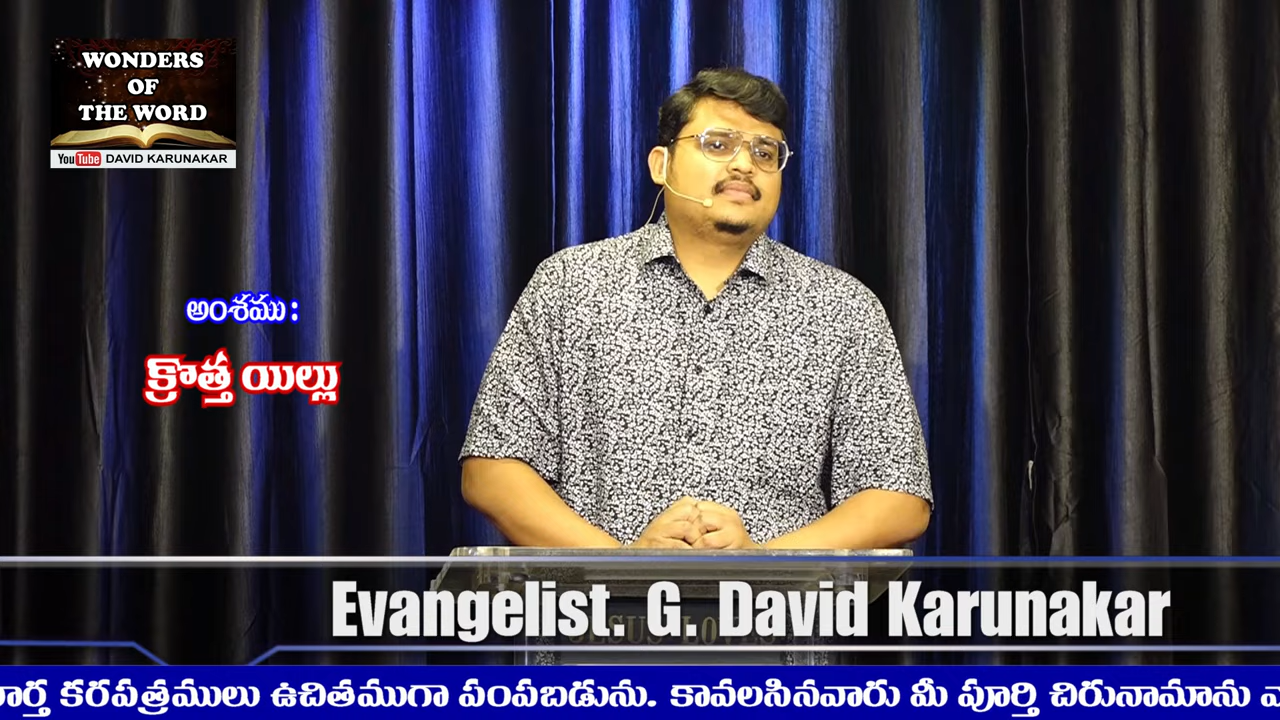 WONDERS
OF
THE WORD
YouTube DAVID KARUNAKAR
అంశము :
క్రొత్త యిల్లు
Evangelist. G. David Karunakar
కరపత్రములు ఉచితముగా పంపబడును. కావలసినవారు మీ పూర్తి చిరునామాను